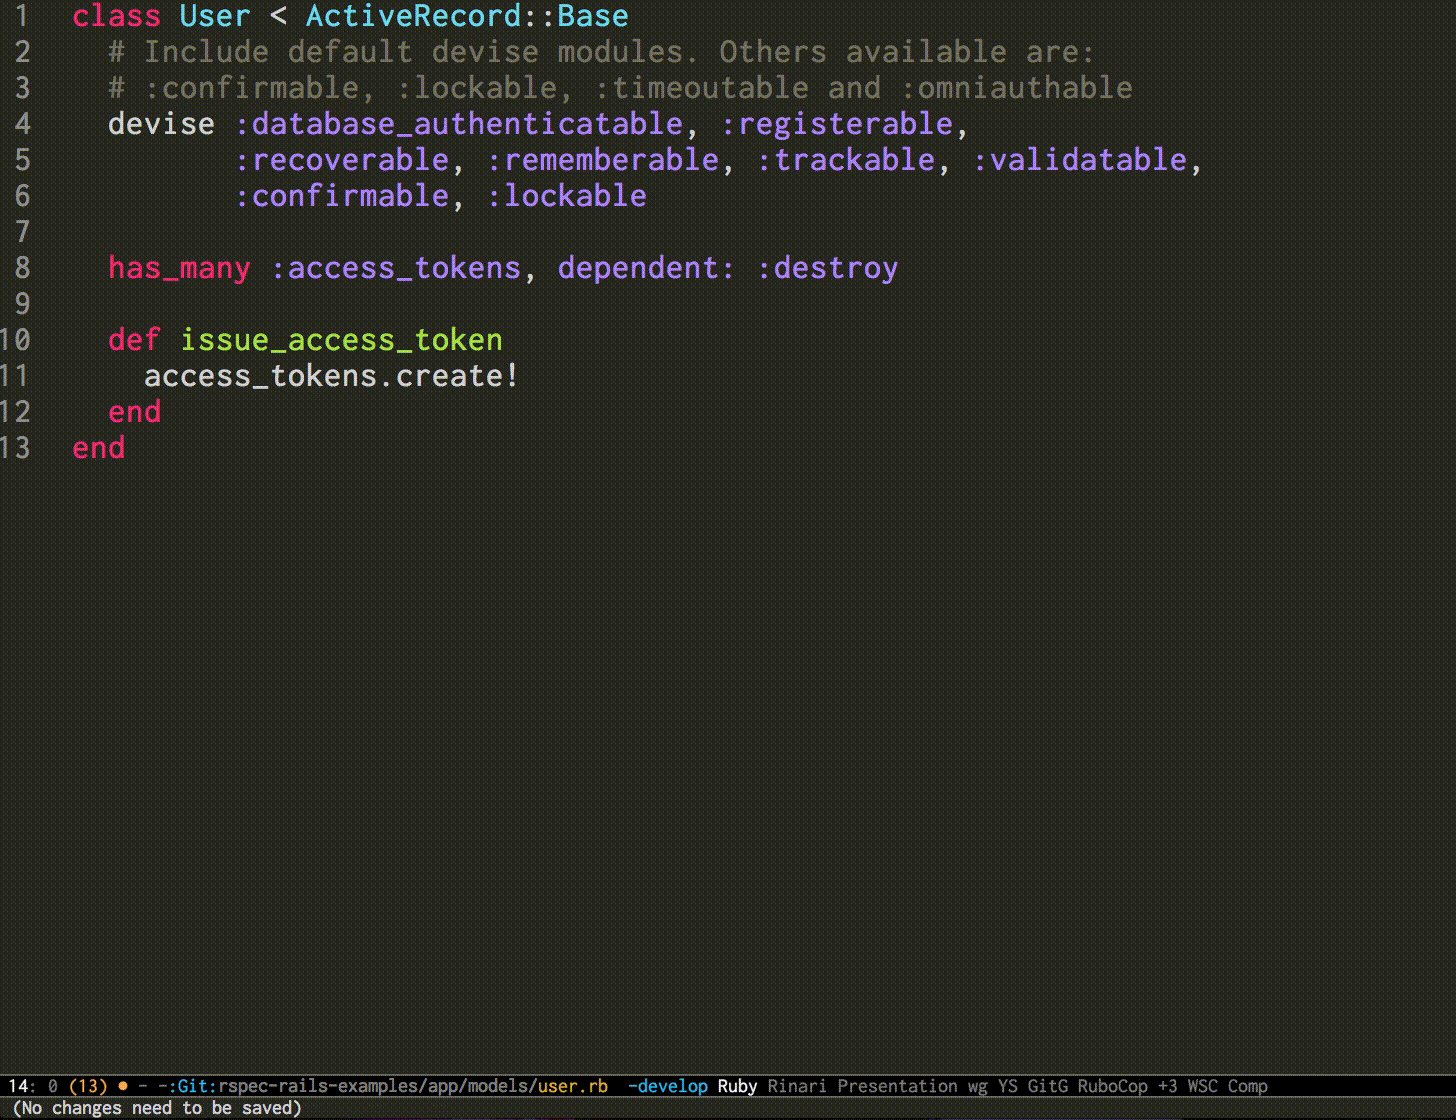 1 class User < ActiveRecord::Base
2 # Include default devise modules. Others available are:
3 # :confirmable, :lockable, :timeoutable and :omniauthable
4 devise :database_authenticatable, :registerable,
5 :recoverable, :rememberable, :trackable, :validatable,
6 :confirmable, :lockable
7
8 has_many :access_tokens, dependent: :destroy
9
10 def issue_access_token
11 access_tokens.create!
12 end
13 end
14: 0 (13) ● - -:Git:rspec-rails-examples/app/models/user.rb -develop Ruby Rinari Presentation wg YS GitG RuboCop +3 WSC Comp
(No changes need to be saved)